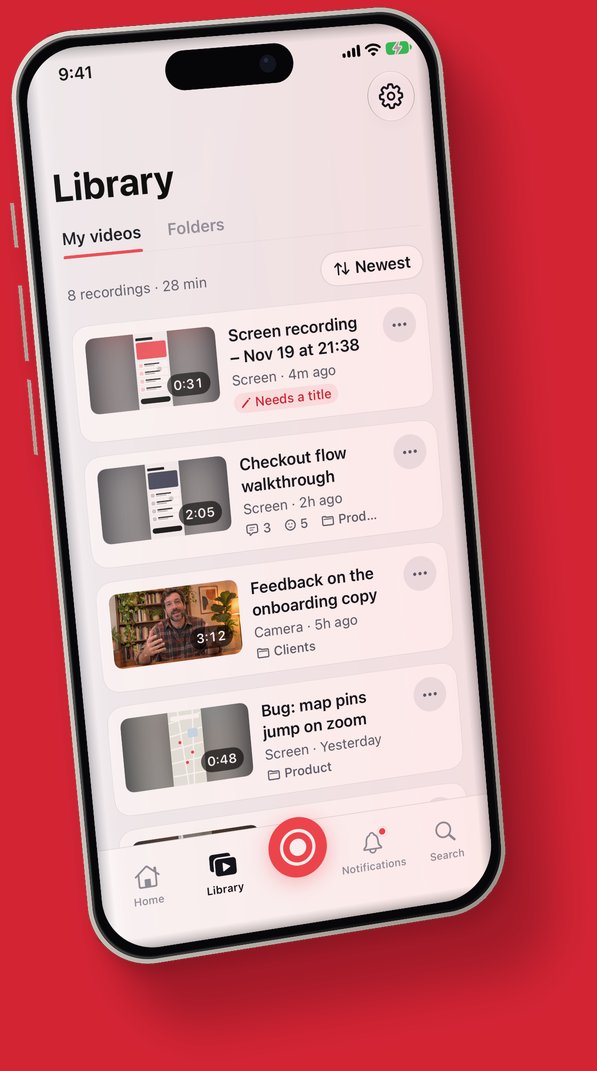 9:41
Library
My videos Folders
8 recordings · 28 min
Newest
Screen recording
– Nov 19 at 21:38
Screen · 4m ago
Needs a title
0:31
Checkout flow
walkthrough
Screen · 2h ago
3 5 Prod...
2:05
Feedback on the
onboarding copy
Camera · 5h ago
Clients
3:12
Bug: map pins
jump on zoom
Screen · Yesterday
Product
0:48
Home
Library
Notifications
Search